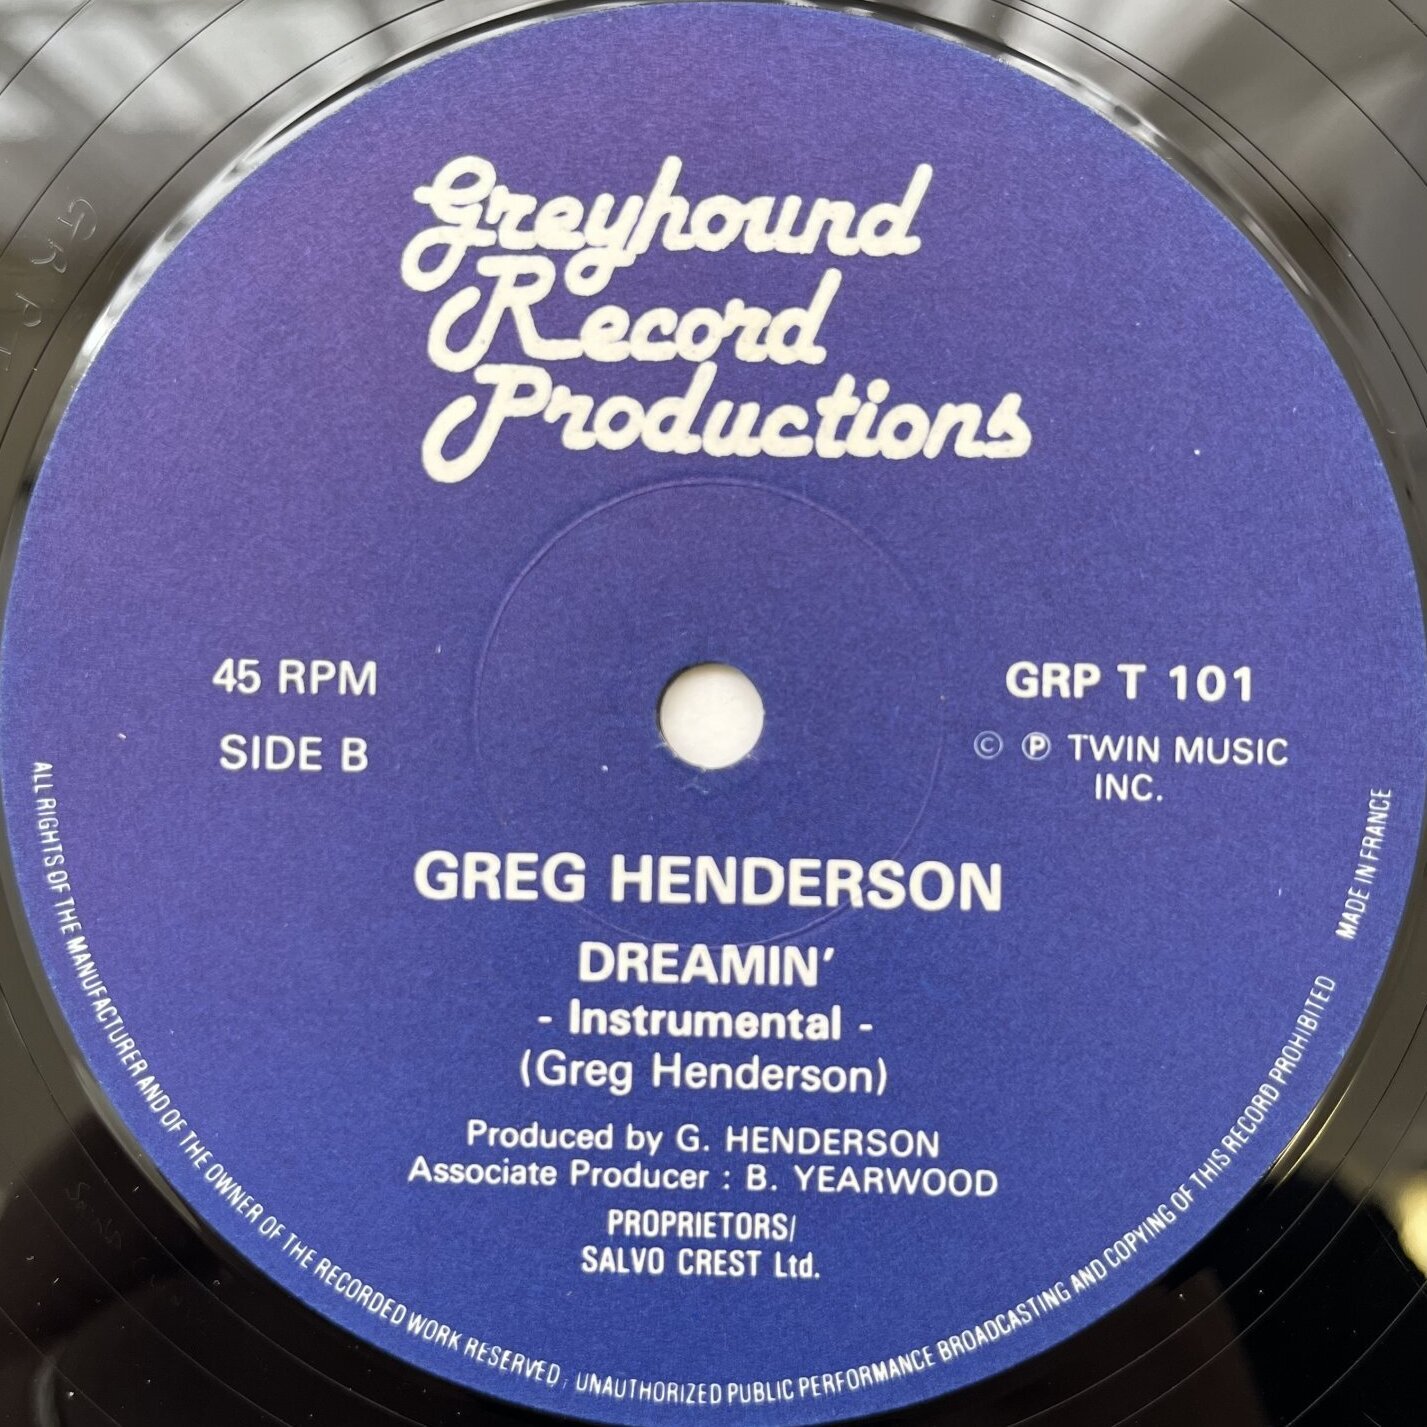 Greyhound
Record
Productions
45 RPM
SIDE B
GRP T 101
© ℗ TWIN MUSIC
INC.
GREG HENDERSON
DREAMIN'
- Instrumental -
(Greg Henderson)
Produced by G. HENDERSON
Associate Producer : B. YEARWOOD
PROPRIETORS/
SALVO CREST Ltd.
ALL RIGHTS OF THE MANUFACTURER AND OF THE OWNER OF THE RECORDED WORK RESERVED, UNAUTHORIZED PUBLIC PERFORMANCE BROADCASTING AND COPYING OF THIS RECORD PROHIBITED MADE IN FRANCE